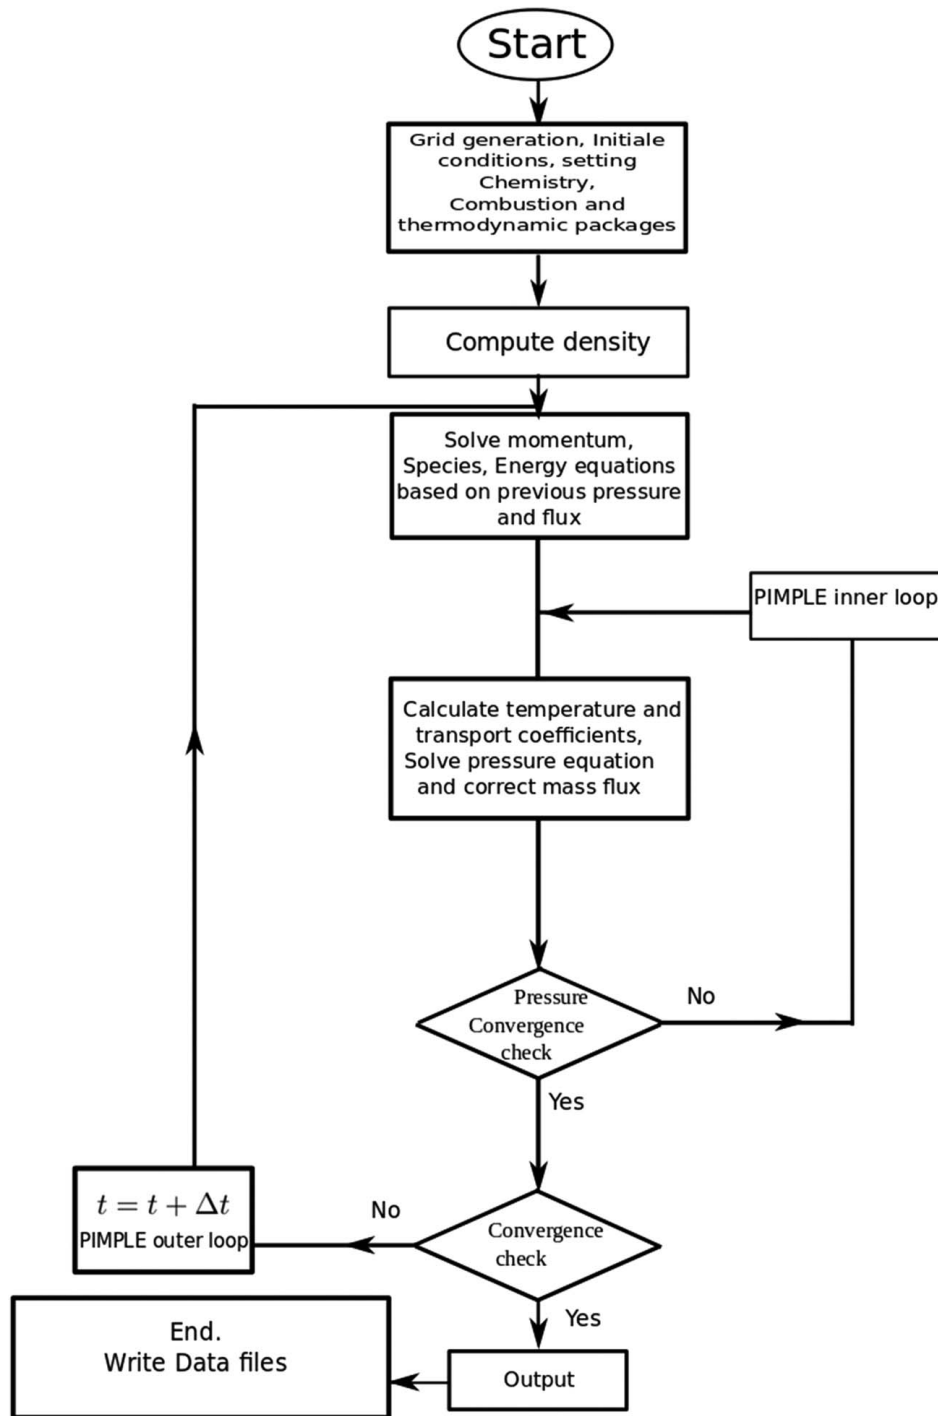 Start
Grid generation, Initiale
conditions, setting
Chemistry,
Combustion and
thermodynamic packages
Compute density
Solve momentum,
Species, Energy equations
based on previous pressure
and flux
PIMPLE inner loop
Calculate temperature and
transport coefficients,
Solve pressure equation
and correct mass flux
Pressure
Convergence
check
No
Yes
t = t + Δt
PIMPLE outer loop
No
Convergence
check
Yes
End.
Write Data files
Output